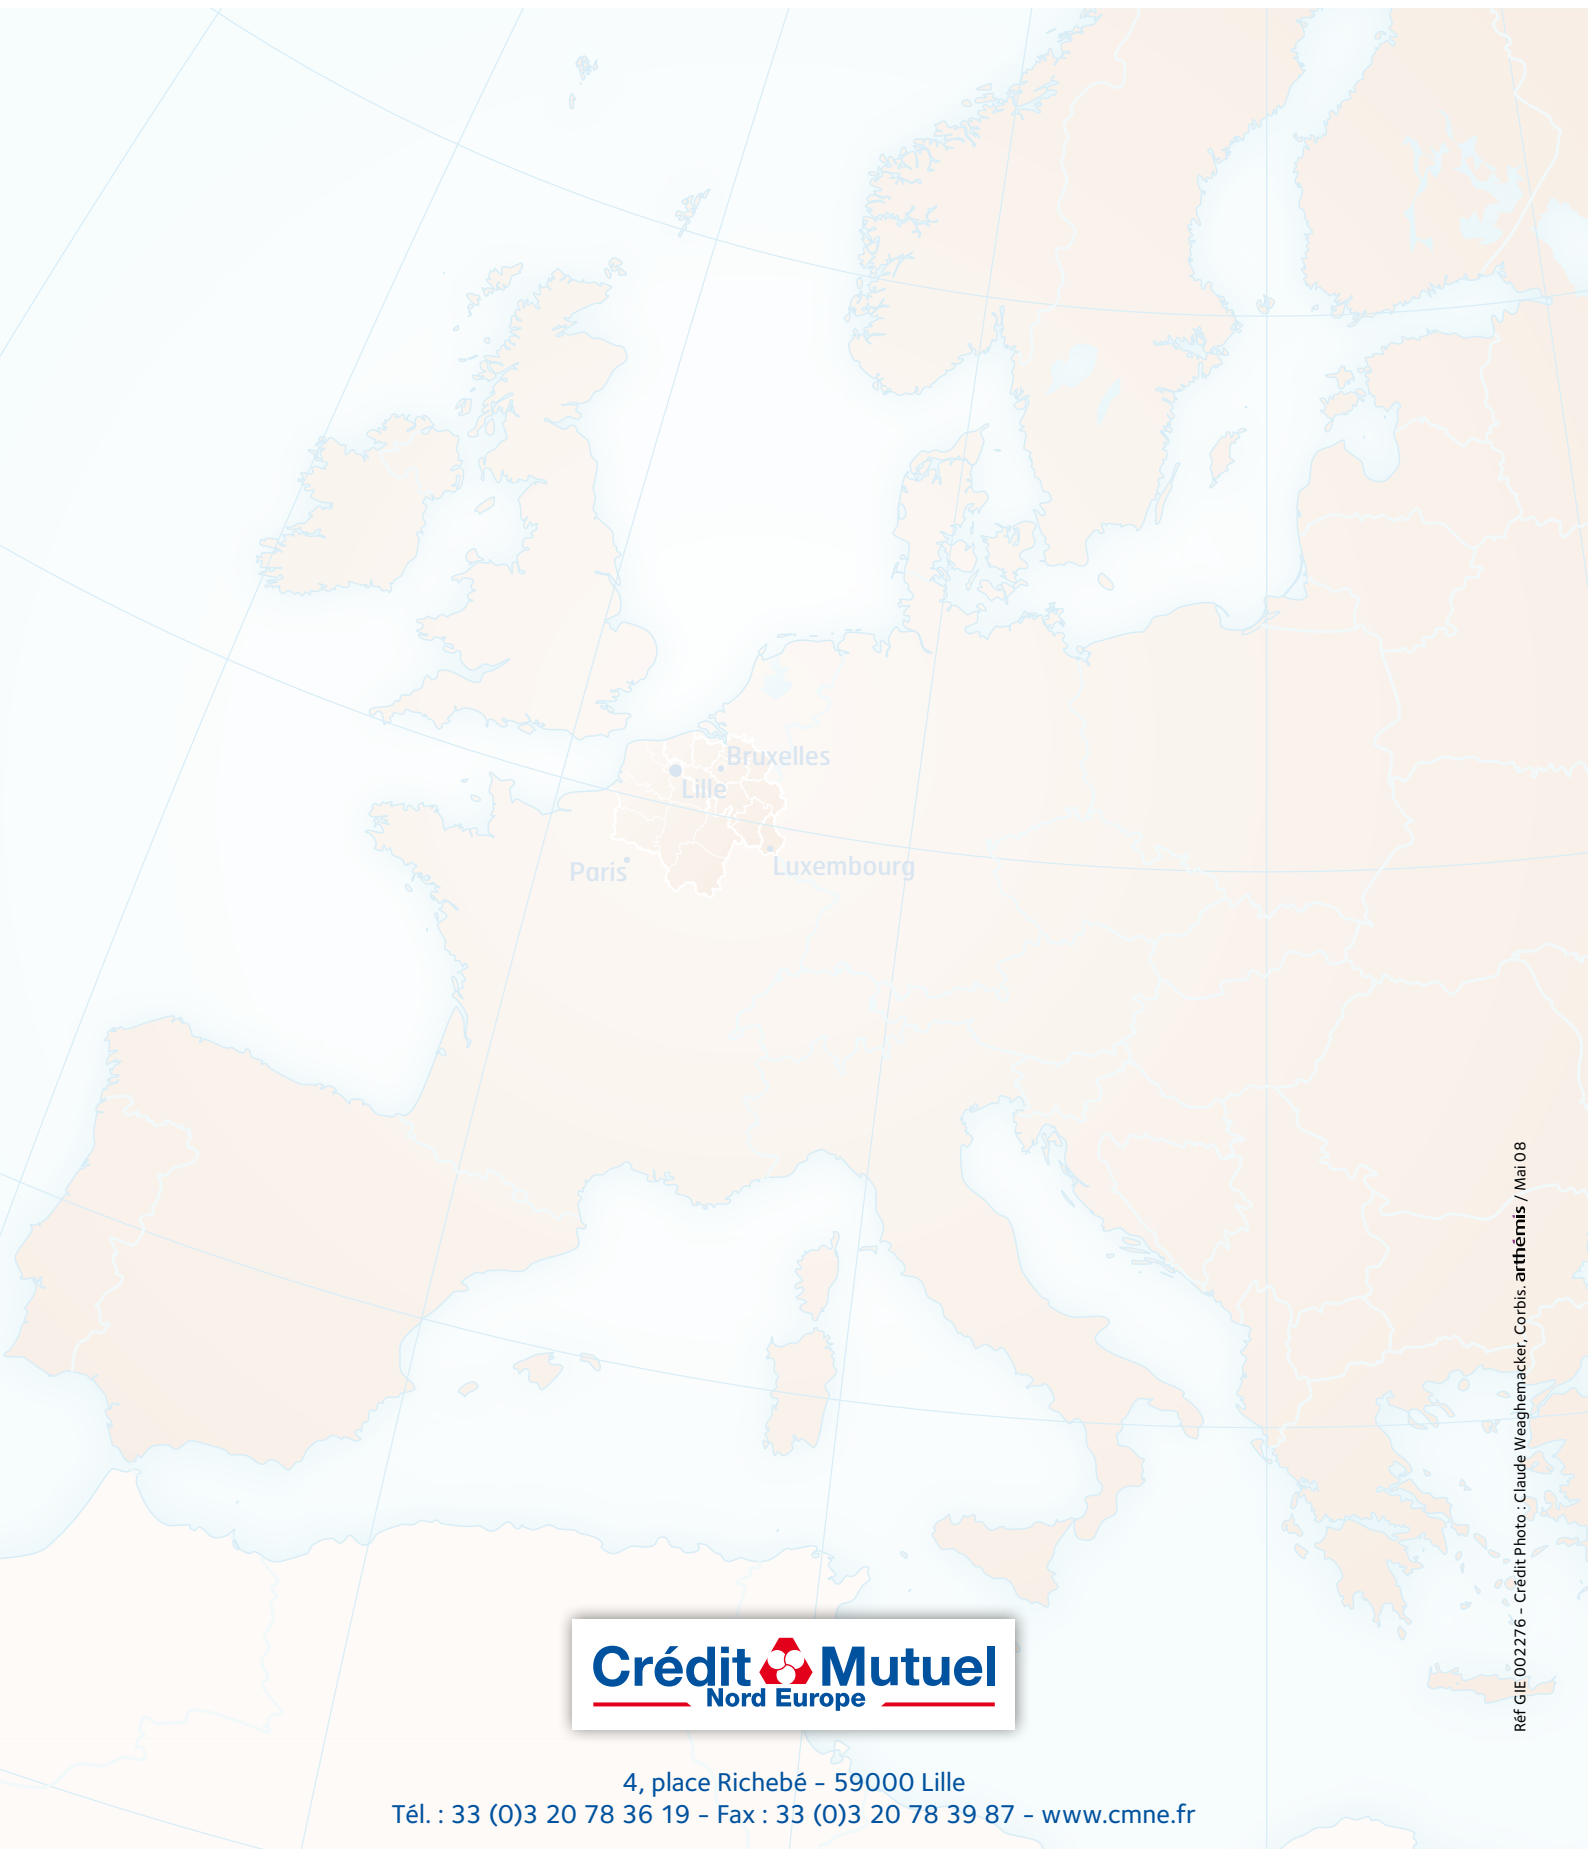 Bruxelles
Lille
Paris
Luxembourg
Réf GIE 002276 – Crédit Photo : Claude Weaghemacker, Corbis. arthémis / Mai 08
Crédit Mutuel
Nord Europe
4, place Richebé – 59000 Lille
Tél. : 33 (0)3 20 78 36 19 – Fax : 33 (0)3 20 78 39 87 – www.cmne.fr